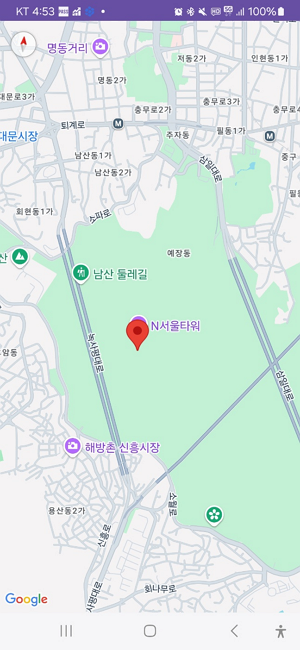 KT 4:53
100%
명동거리
저동2가
인현동1가
명동2가
충무로2가
충무로3가
대문로3가
퇴계로
필동1가
주자동
대문시장
남산동1가
남산동2가
삼일대로
중구
필동
회현동1가
소파로
예장동
산
남산 둘레길
N서울타워
녹사평대로
삼일대로
암동
해방촌 신흥시장
용산동2가
소월로
신흥로
회나무로
사평대로
Google